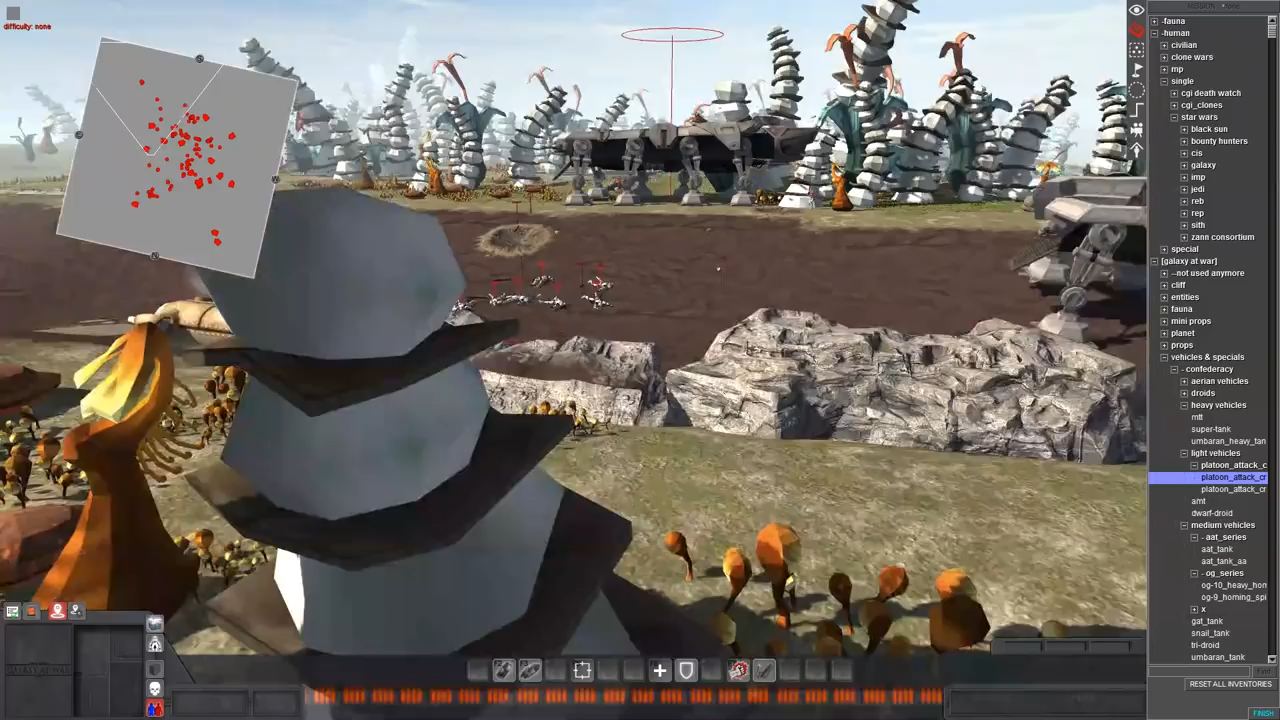 difficulty: none
-fauna
-human
civilian
clone wars
mp
single
cgi death watch
cgi_clones
star wars
black sun
bounty hunters
cis
galaxy
imp
jedi
reb
rep
sith
zann consortium
special
[galaxy at war]
--not used anymore
cliff
entities
fauna
mini props
planet
props
vehicles & specials
- confederacy
aerian vehicles
droids
heavy vehicles
mtt
super-tank
umbaran_heavy_tan
light vehicles
platoon_attack_c
platoon_attack_cr
platoon_attack_cr
amt
dwarf-droid
medium vehicles
- aat_series
aat_tank
aat_tank_aa
- og_series
og-10_heavy_hom
og-9_homing_spi
x
gat_tank
snail_tank
tri-droid
umbaran_tank
RESET ALL INVENTORIES
FINISH